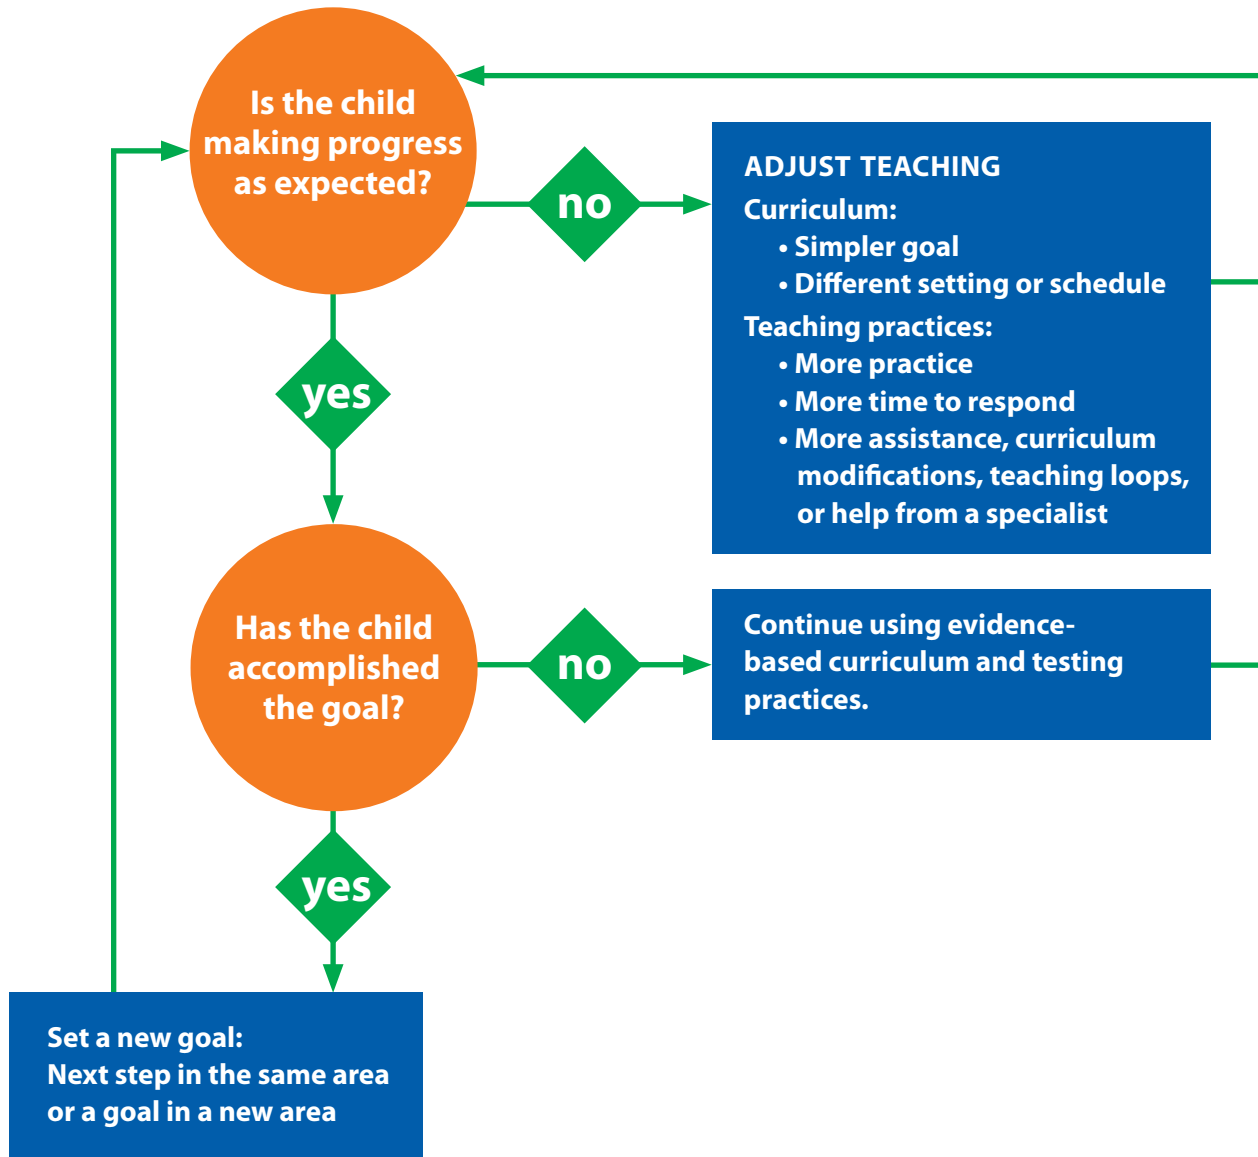 Is the child
making progress
as expected?
no
ADJUST TEACHING
Curriculum:
• Simpler goal
• Different setting or schedule
Teaching practices:
• More practice
• More time to respond
• More assistance, curriculum
modifications, teaching loops,
or help from a specialist
yes
Has the child
accomplished
the goal?
no
Continue using evidence-
based curriculum and testing
practices.
yes
Set a new goal:
Next step in the same area
or a goal in a new area